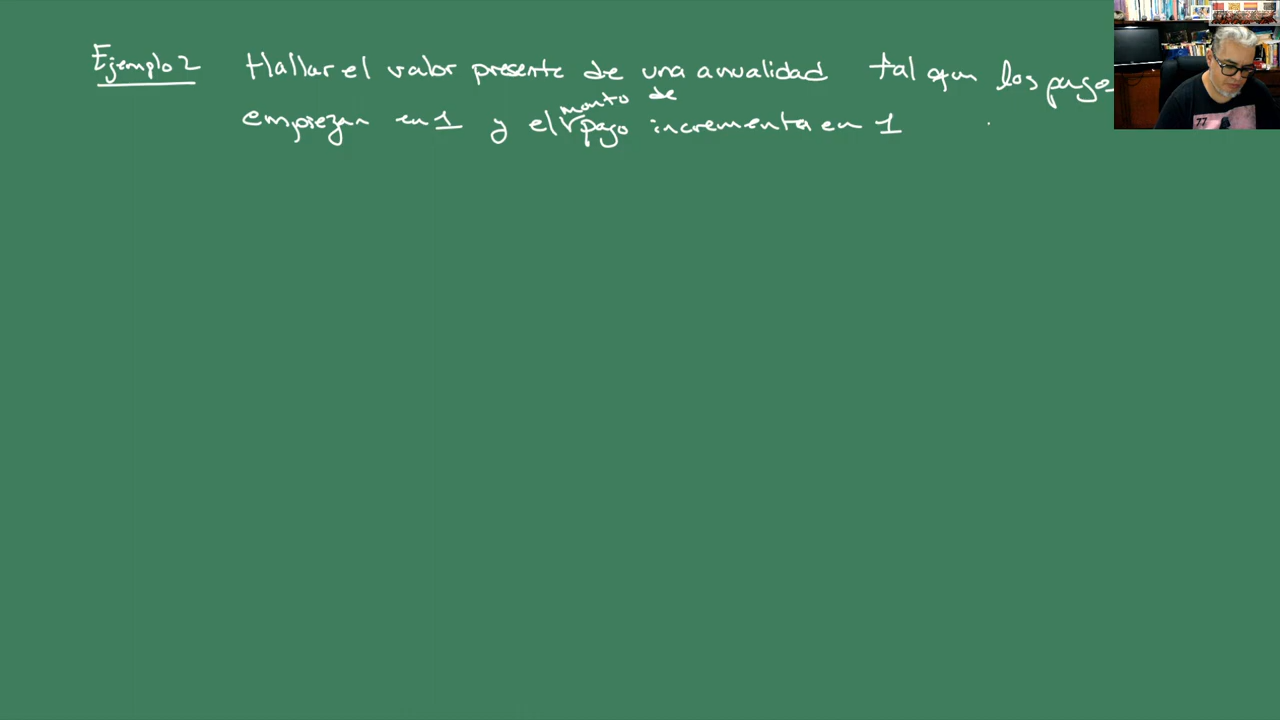 Ejemplo 2 Hallar el valor presente de una anualidad tal que los pagos
monto de
empiezan en 1 y el pago incrementa en 1
77